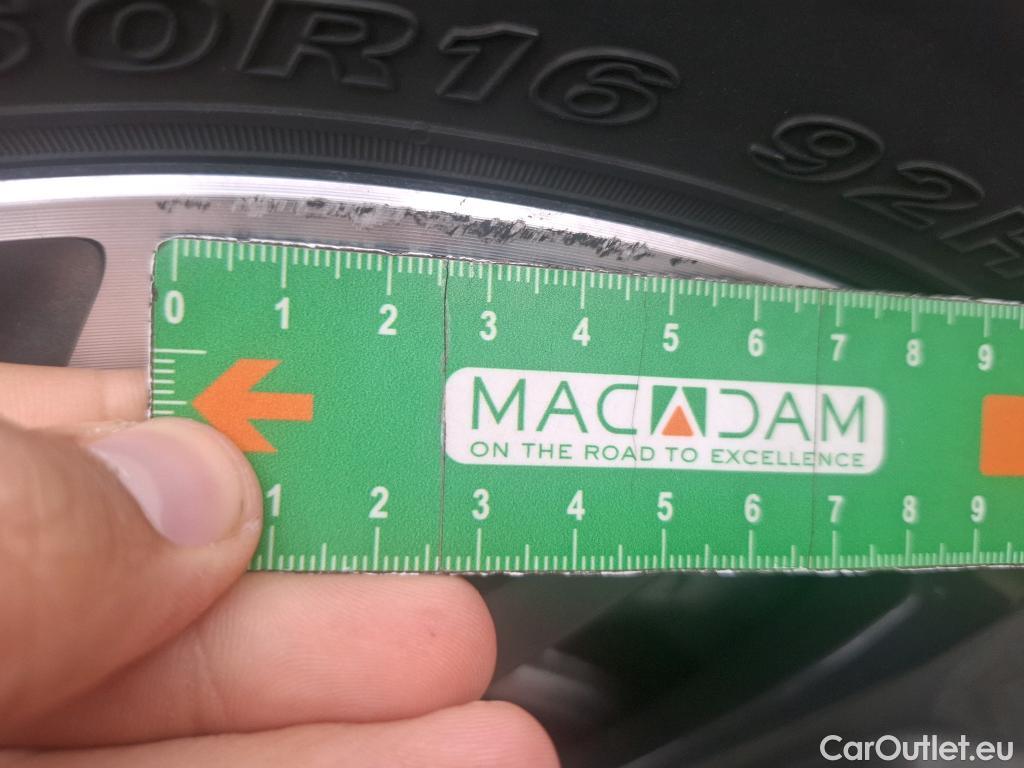 60R16 92H
0 1 2 3 4 5 6 7 8 9
MACADAM
ON THE ROAD TO EXCELLENCE
1 2 3 4 5 6 7 8 9
CarOutlet.eu